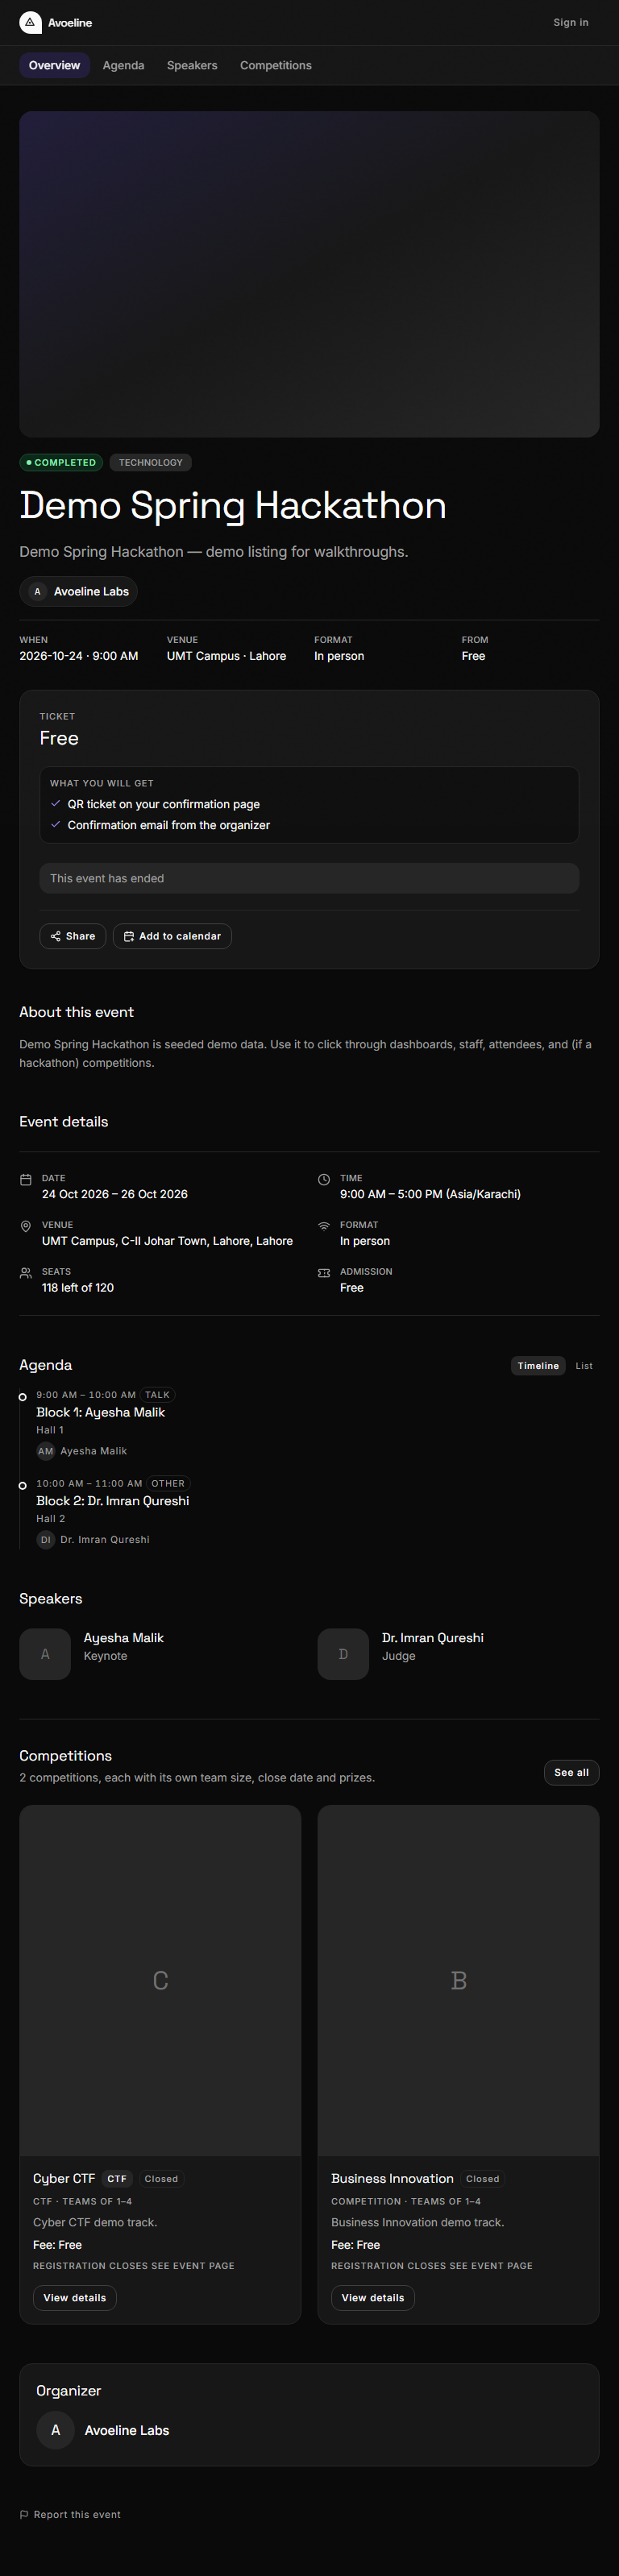 Avoeline
Sign in
Overview Agenda Speakers Competitions
COMPLETED TECHNOLOGY
Demo Spring Hackathon
Demo Spring Hackathon — demo listing for walkthroughs.
A Avoeline Labs
WHEN VENUE FORMAT FROM
2026-10-24 · 9:00 AM UMT Campus · Lahore In person Free
TICKET
Free
WHAT YOU WILL GET
QR ticket on your confirmation page
Confirmation email from the organizer
This event has ended
Share Add to calendar
About this event
Demo Spring Hackathon is seeded demo data. Use it to click through dashboards, staff, attendees, and (if a
hackathon) competitions.
Event details
DATE TIME
24 Oct 2026 – 26 Oct 2026 9:00 AM – 5:00 PM (Asia/Karachi)
VENUE FORMAT
UMT Campus, C-II Johar Town, Lahore, Lahore In person
SEATS ADMISSION
118 left of 120 Free
Agenda Timeline List
9:00 AM – 10:00 AM TALK
Block 1: Ayesha Malik
Hall 1
AM Ayesha Malik
10:00 AM – 11:00 AM OTHER
Block 2: Dr. Imran Qureshi
Hall 2
DI Dr. Imran Qureshi
Speakers
A Ayesha Malik
Keynote
D Dr. Imran Qureshi
Judge
Competitions
2 competitions, each with its own team size, close date and prizes.
See all
C
Cyber CTF CTF Closed
CTF · TEAMS OF 1–4
Cyber CTF demo track.
Fee: Free
REGISTRATION CLOSES SEE EVENT PAGE
View details
B
Business Innovation Closed
COMPETITION · TEAMS OF 1–4
Business Innovation demo track.
Fee: Free
REGISTRATION CLOSES SEE EVENT PAGE
View details
Organizer
A Avoeline Labs
Report this event